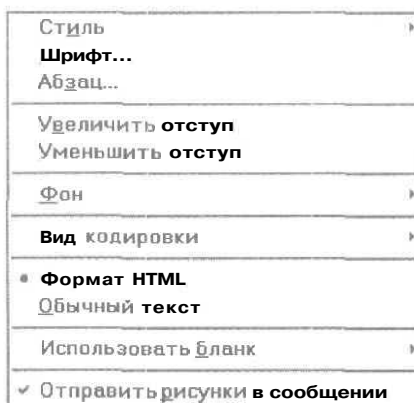 Стиль
Шрифт...
Абзац...
Увеличить отступ
Уменьшить отступ
Фон
Вид кодировки
Формат HTML
Обычный текст
Использовать бланк
Отправить рисунки в сообщении